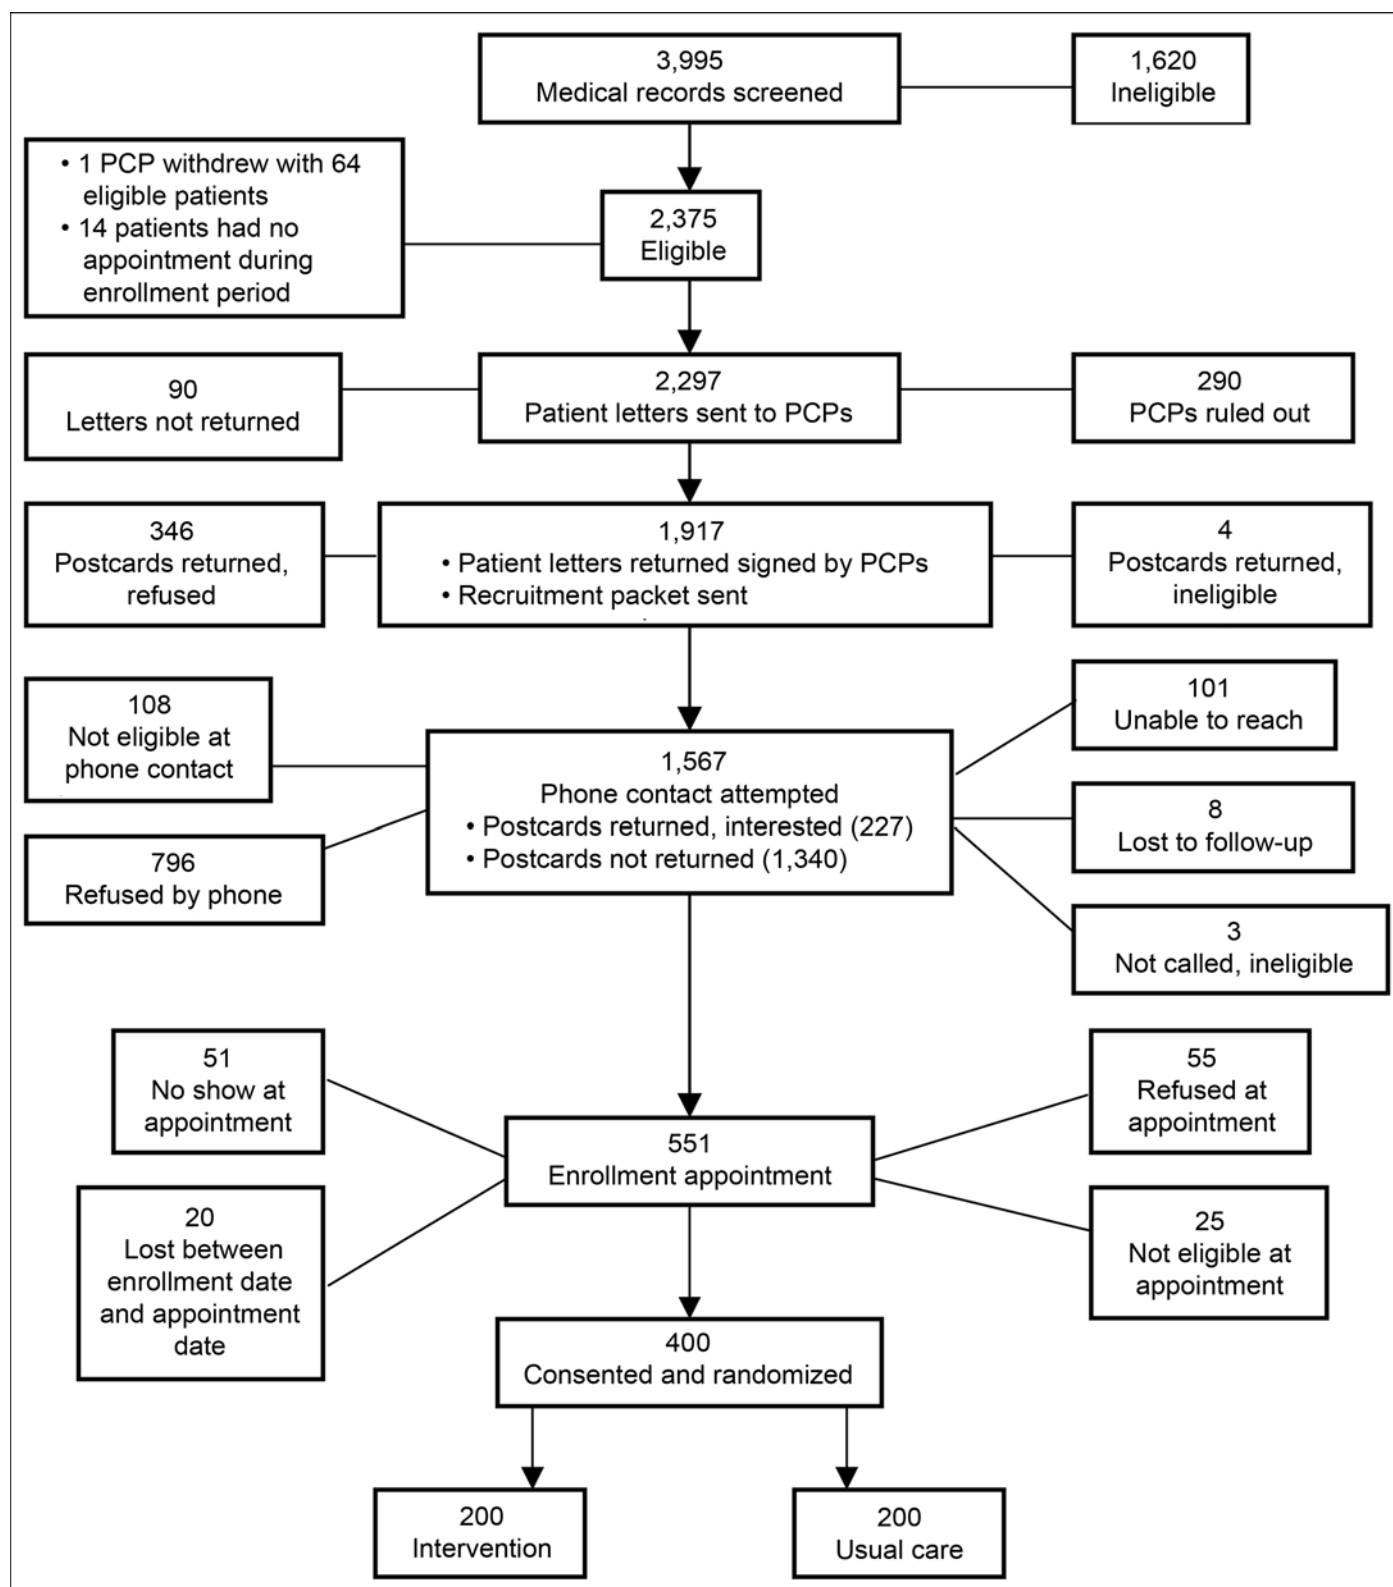 3,995
Medical records screened
1,620
Ineligible
• 1 PCP withdrew with 64
eligible patients
• 14 patients had no
appointment during
enrollment period
2,375
Eligible
90
Letters not returned
2,297
Patient letters sent to PCPs
290
PCPs ruled out
346
Postcards returned,
refused
1,917
• Patient letters returned signed by PCPs
• Recruitment packet sent
4
Postcards returned,
ineligible
108
Not eligible at
phone contact
796
Refused by phone
1,567
Phone contact attempted
• Postcards returned, interested (227)
• Postcards not returned (1,340)
101
Unable to reach
8
Lost to follow-up
3
Not called, ineligible
51
No show at
appointment
20
Lost between
enrollment date
and appointment
date
551
Enrollment appointment
55
Refused at
appointment
25
Not eligible at
appointment
400
Consented and randomized
200
Intervention
200
Usual care